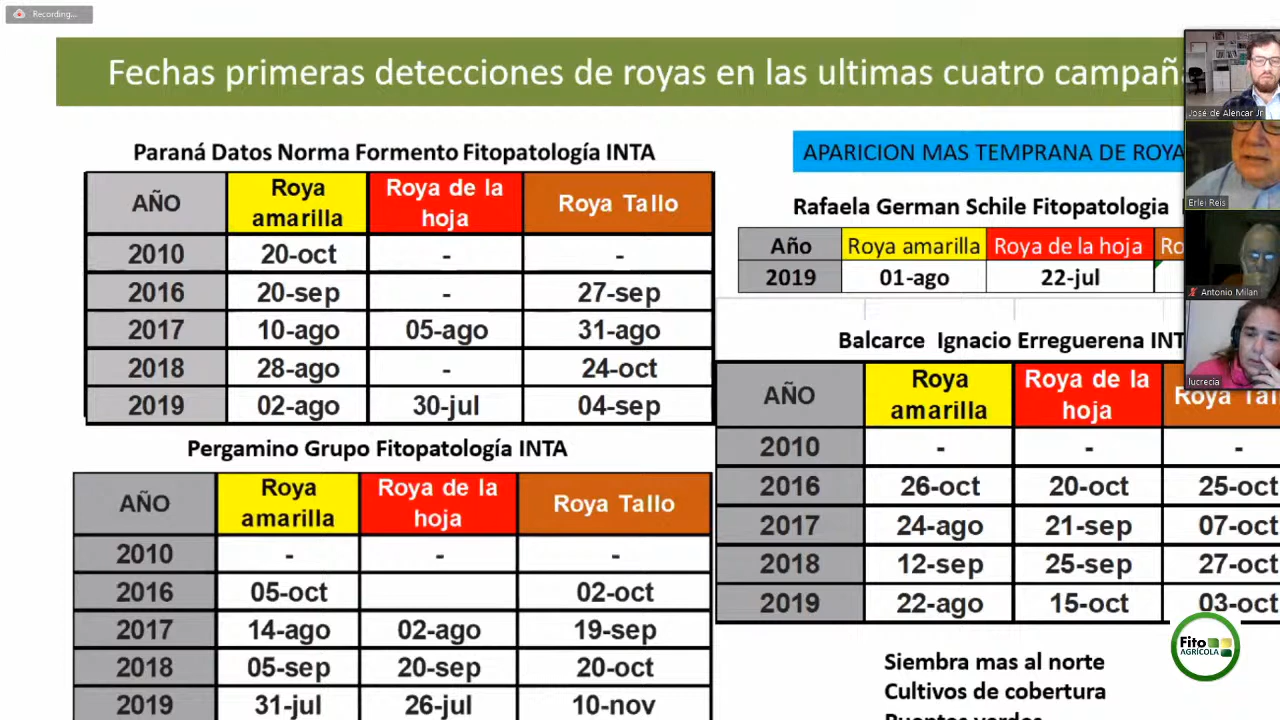 Recording...
Fechas primeras detecciones de royas en las ultimas cuatro campaña
Paraná Datos Norma Formento Fitopatología INTA
AÑO Roya amarilla Roya de la hoja Roya Tallo
2010 20-oct - -
2016 20-sep - 27-sep
2017 10-ago 05-ago 31-ago
2018 28-ago - 24-oct
2019 02-ago 30-jul 04-sep
Pergamino Grupo Fitopatología INTA
AÑO Roya amarilla Roya de la hoja Roya Tallo
2010 - - -
2016 05-oct 02-oct
2017 14-ago 02-ago 19-sep
2018 05-sep 20-sep 20-oct
2019 31-jul 26-jul 10-nov
APARICION MAS TEMPRANA DE ROYA
Rafaela German Schile Fitopatologia
Año Roya amarilla Roya de la hoja Ro
2019 01-ago 22-jul
Balcarce Ignacio Erreguerena INT
AÑO Roya amarilla Roya de la hoja Roya Tal
2010 - - -
2016 26-oct 20-oct 25-oct
2017 24-ago 21-sep 07-oct
2018 12-sep 25-sep 27-oct
2019 22-ago 15-oct 03-oct
Siembra mas al norte
Cultivos de cobertura
Puentes verdes
José de Alencar Jr
Erlei Reis
Antonio Milan
lucrecia
Fito
AGRÍCOLA